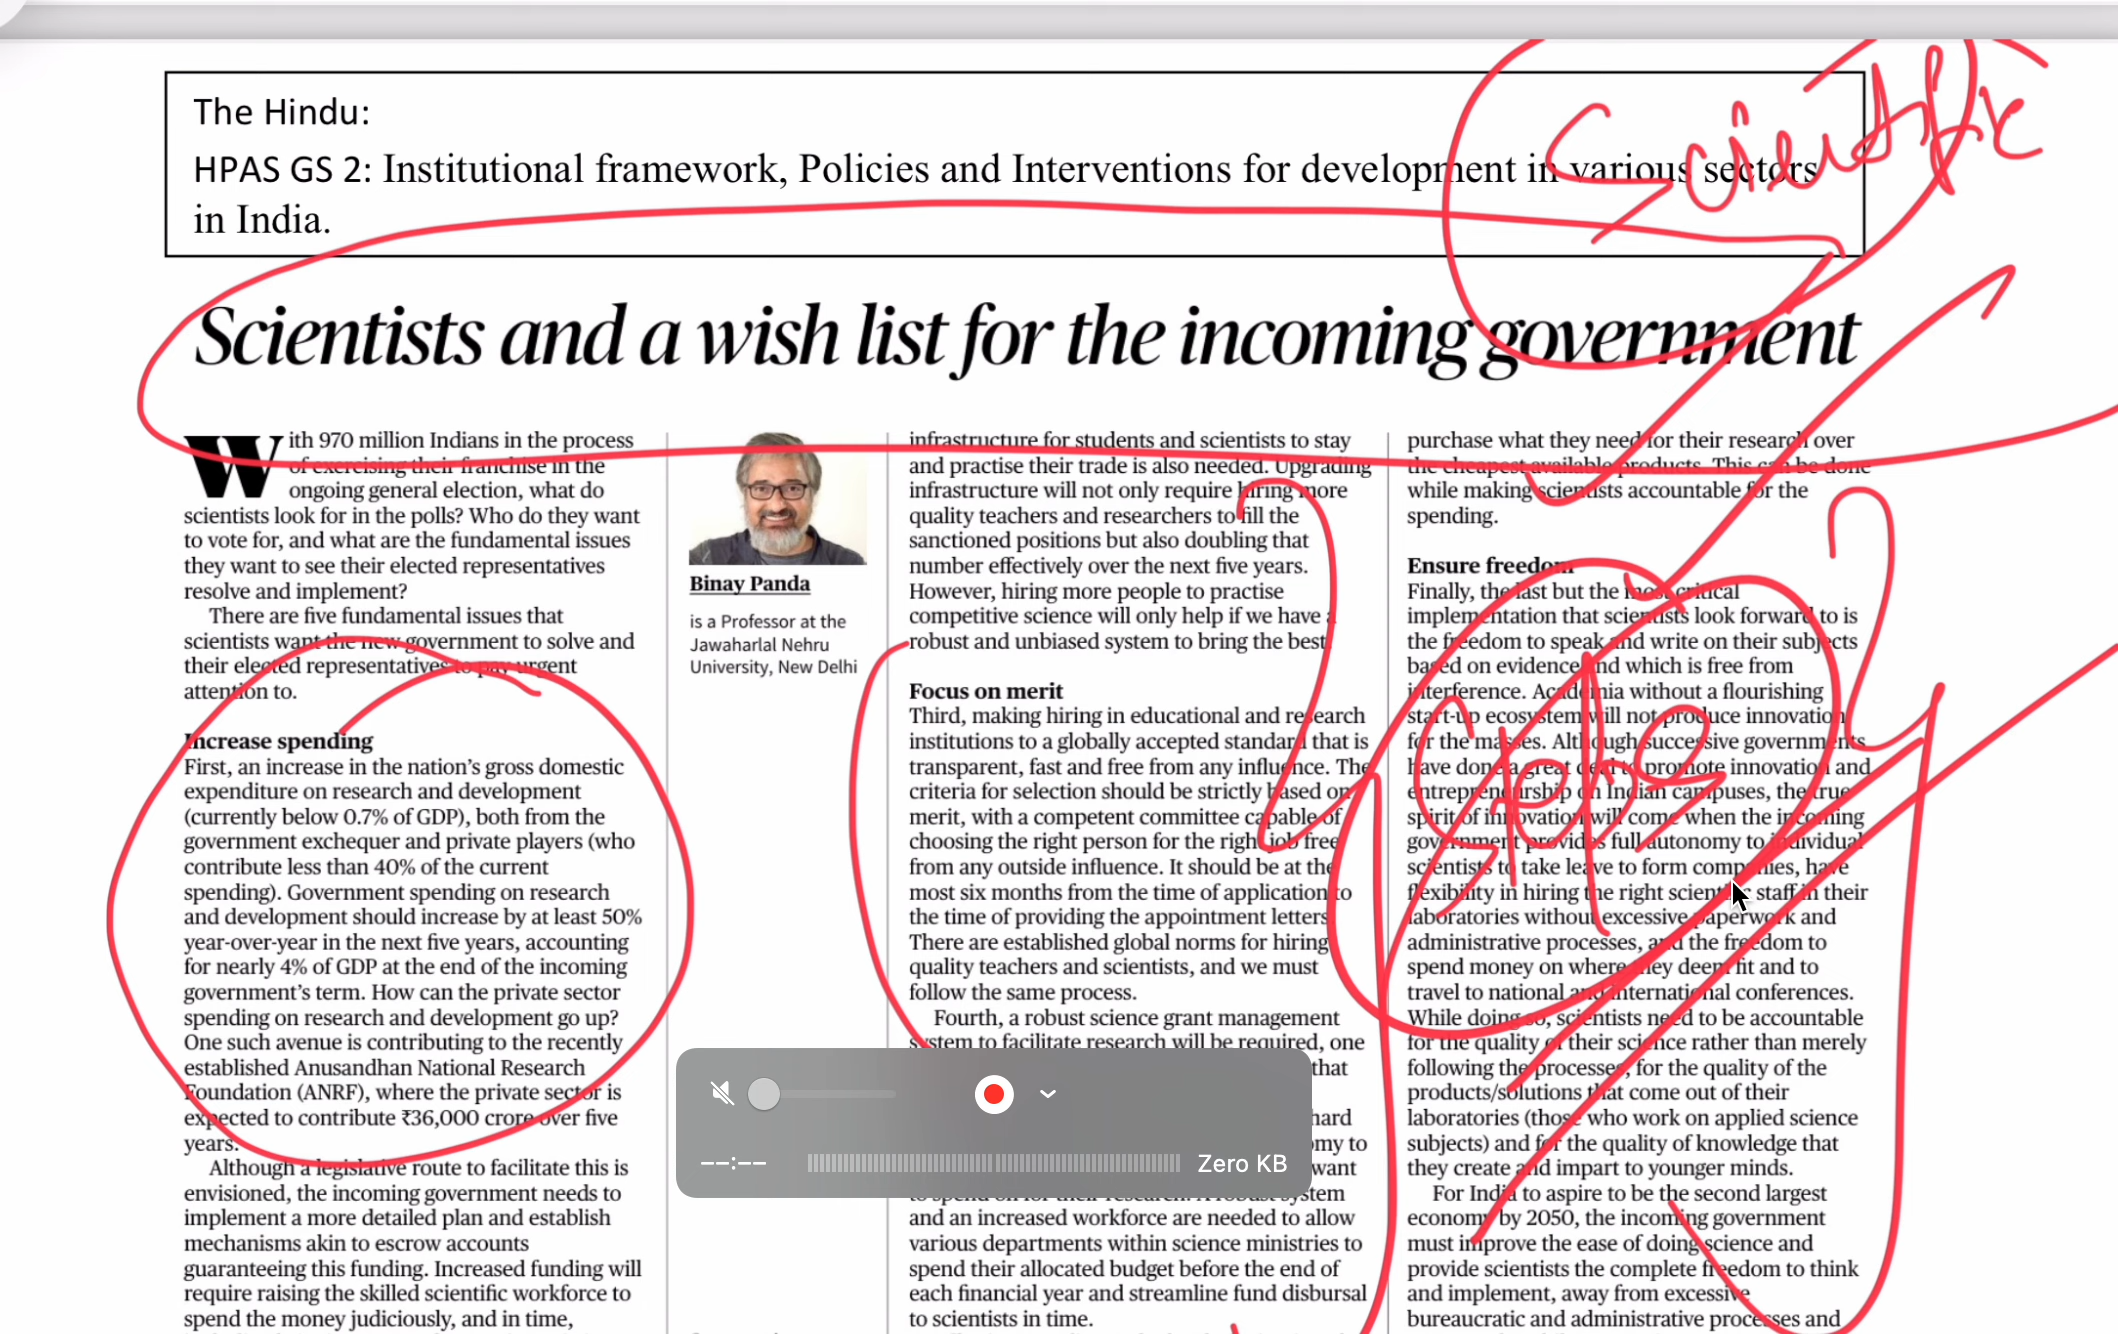 The Hindu:
HPAS GS 2: Institutional framework, Policies and Interventions for development in various sectors
in India.
Scientific
Scientists and a wish list for the incoming government
With 970 million Indians in the process
of exercising their franchise in the
ongoing general election, what do
scientists look for in the polls? Who do they want
to vote for, and what are the fundamental issues
they want to see their elected representatives
resolve and implement?
There are five fundamental issues that
scientists want the new government to solve and
their elected representatives to pay urgent
attention to.
Increase spending
First, an increase in the nation's gross domestic
expenditure on research and development
(currently below 0.7% of GDP), both from the
government exchequer and private players (who
contribute less than 40% of the current
spending). Government spending on research
and development should increase by at least 50%
year-over-year in the next five years, accounting
for nearly 4% of GDP at the end of the incoming
government's term. How can the private sector
spending on research and development go up?
One such avenue is contributing to the recently
established Anusandhan National Research
Foundation (ANRF), where the private sector is
expected to contribute ₹36,000 crore over five
years.
Although a legislative route to facilitate this is
envisioned, the incoming government needs to
implement a more detailed plan and establish
mechanisms akin to escrow accounts
guaranteeing this funding. Increased funding will
require raising the skilled scientific workforce to
spend the money judiciously, and in time,
Binay Panda
is a Professor at the
Jawaharlal Nehru
University, New Delhi
infrastructure for students and scientists to stay
and practise their trade is also needed. Upgrading
infrastructure will not only require hiring more
quality teachers and researchers to fill the
sanctioned positions but also doubling that
number effectively over the next five years.
However, hiring more people to practise
competitive science will only help if we have a
robust and unbiased system to bring the best.
Focus on merit
Third, making hiring in educational and research
institutions to a globally accepted standard that is
transparent, fast and free from any influence. The
criteria for selection should be strictly based on
merit, with a competent committee capable of
choosing the right person for the right job free
from any outside influence. It should be at the
most six months from the time of application to
the time of providing the appointment letters.
There are established global norms for hiring
quality teachers and scientists, and we must
follow the same process.
Fourth, a robust science grant management
system to facilitate research will be required, one
that
hard
omy to
want
system
and an increased workforce are needed to allow
various departments within science ministries to
spend their allocated budget before the end of
each financial year and streamline fund disbursal
to scientists in time.
purchase what they need for their research over
the cheapest available products. This can be done
while making scientists accountable for the
spending.
Ensure freedom
Finally, the last but the most critical
implementation that scientists look forward to is
the freedom to speak and write on their subjects
based on evidence and which is free from
interference. Academia without a flourishing
start-up ecosystem will not produce innovation
for the masses. Although successive governments
have done a great deal to promote innovation and
entrepreneurship on Indian campuses, the true
spirit of innovation will come when the incoming
government provides full autonomy to individual
scientists to take leave to form companies, have
flexibility in hiring the right scientific staff in their
laboratories without excessive paperwork and
administrative processes, and the freedom to
spend money on where they deem fit and to
travel to national and international conferences.
While doing so, scientists need to be accountable
for the quality of their science rather than merely
following the processes, for the quality of the
products/solutions that come out of their
laboratories (those who work on applied science
subjects) and for the quality of knowledge that
they create and impart to younger minds.
For India to aspire to be the second largest
economy by 2050, the incoming government
must improve the ease of doing science and
provide scientists the complete freedom to think
and implement, away from excessive
bureaucratic and administrative processes and
--:--
Zero KB